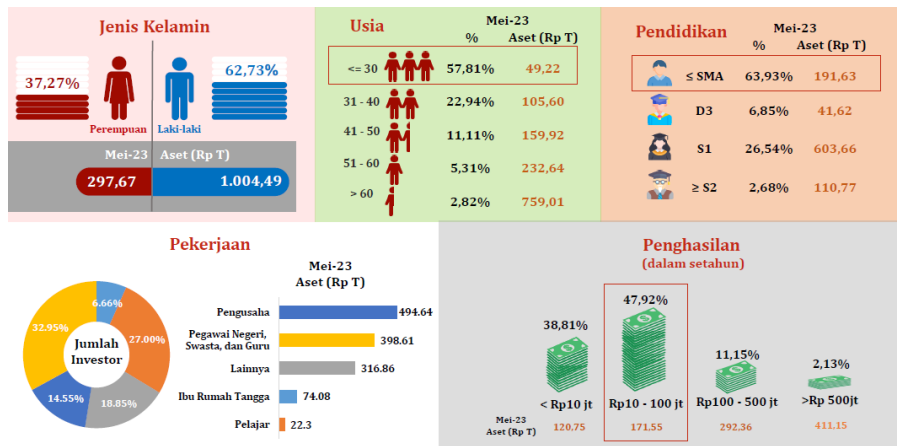 Jenis Kelamin
37,27%
62,73%
Perempuan
Laki-laki
Mei-23 Aset (Rp T)
297,67
1.004,49
Usia
Mei-23
% Aset (Rp T)
<= 30 57,81% 49,22
31 - 40 22,94% 105,60
41 - 50 11,11% 159,92
51 - 60 5,31% 232,64
> 60 2,82% 759,01
Pendidikan
Mei-23
% Aset (Rp T)
≤ SMA 63,93% 191,63
D3 6,85% 41,62
S1 26,54% 603,66
≥ S2 2,68% 110,77
Pekerjaan
6.66%
27.00%
18.85%
14.55%
32.95%
Jumlah
Investor
Mei-23
Aset (Rp T)
Pengusaha 494.64
Pegawai Negeri,
Swasta, dan Guru 398.61
Lainnya 316.86
Ibu Rumah Tangga 74.08
Pelajar 22.3
Penghasilan
(dalam setahun)
38,81%
47,92%
11,15%
2,13%
< Rp10 jt Rp10 - 100 jt Rp100 - 500 jt >Rp 500jt
Mei-23
Aset (Rp T) 120.75 171.55 292.36 411.15